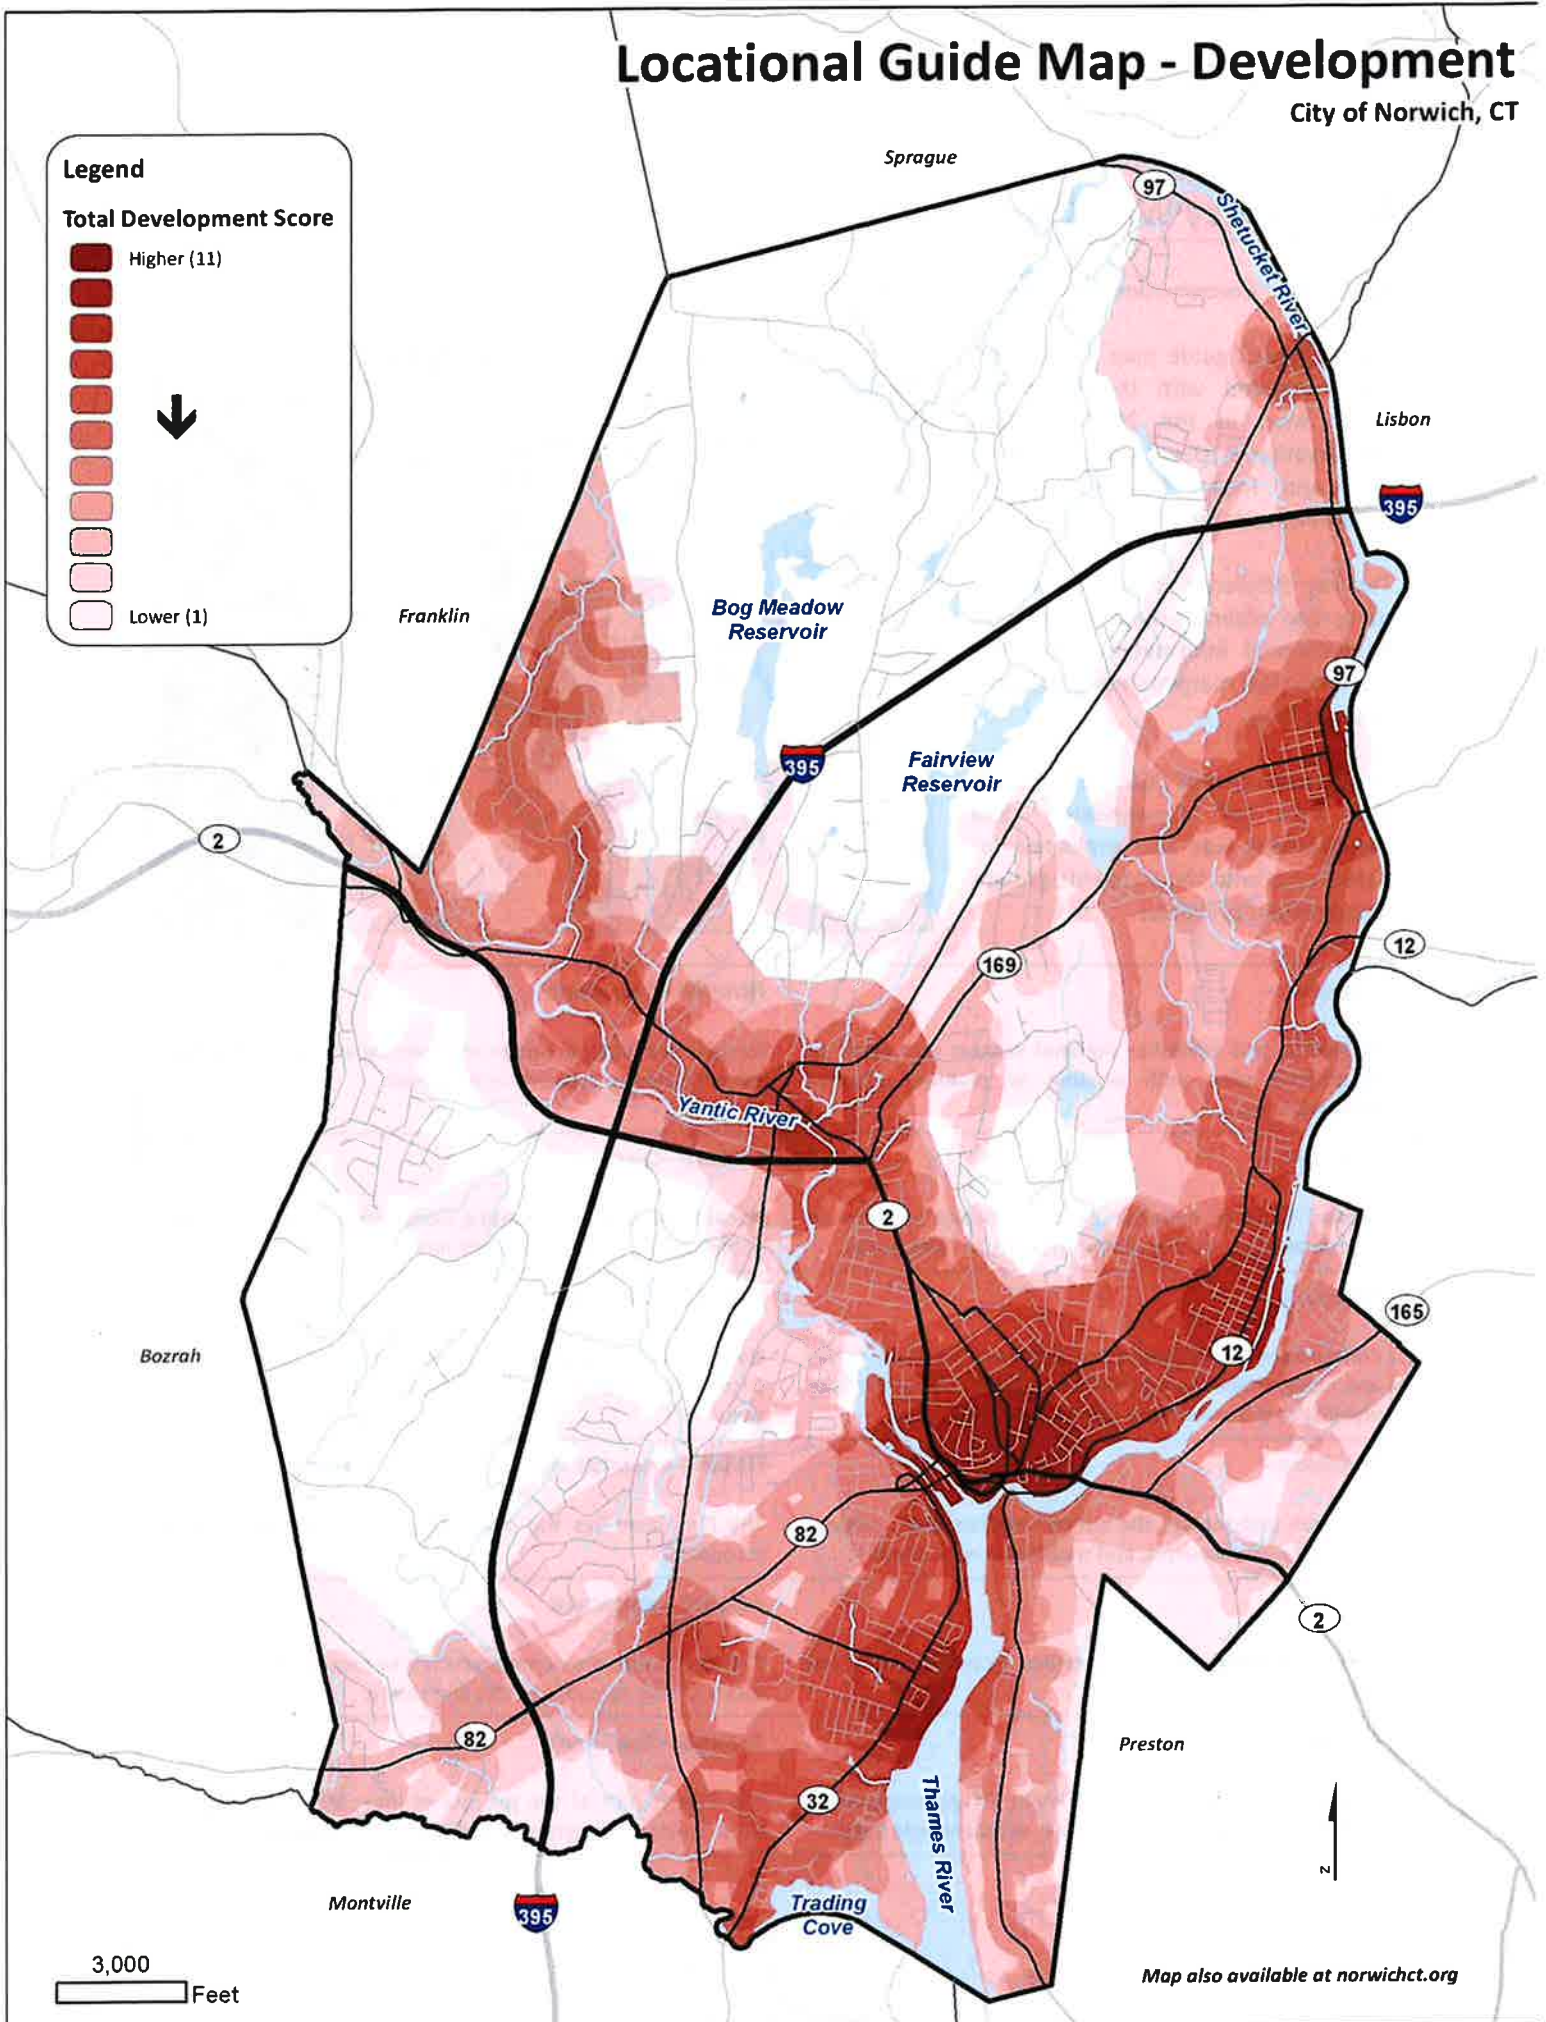 Locational Guide Map - Development
City of Norwich, CT
Legend
Total Development Score
Higher (11)
Lower (1)
Sprague
97
Shetucket River
Lisbon
395
Franklin
Bog Meadow
Reservoir
97
395
Fairview
Reservoir
2
12
169
Yantic River
2
165
12
Bozrah
82
2
82
Preston
32
Thames River
Trading
Cove
Montville
395
N
3,000
Feet
Map also available at norwichct.org